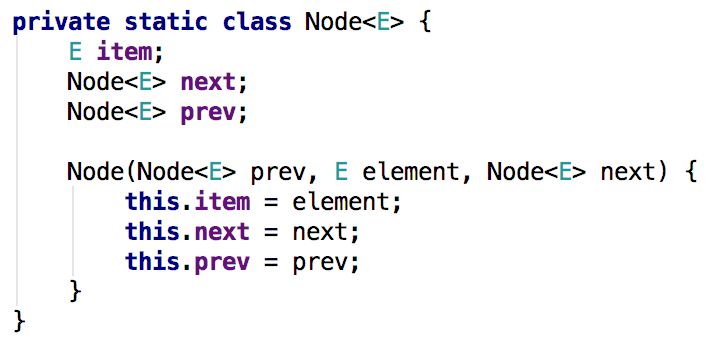 private static class Node<E> {
    E item;
    Node<E> next;
    Node<E> prev;

    Node(Node<E> prev, E element, Node<E> next) {
        this.item = element;
        this.next = next;
        this.prev = prev;
    }
}